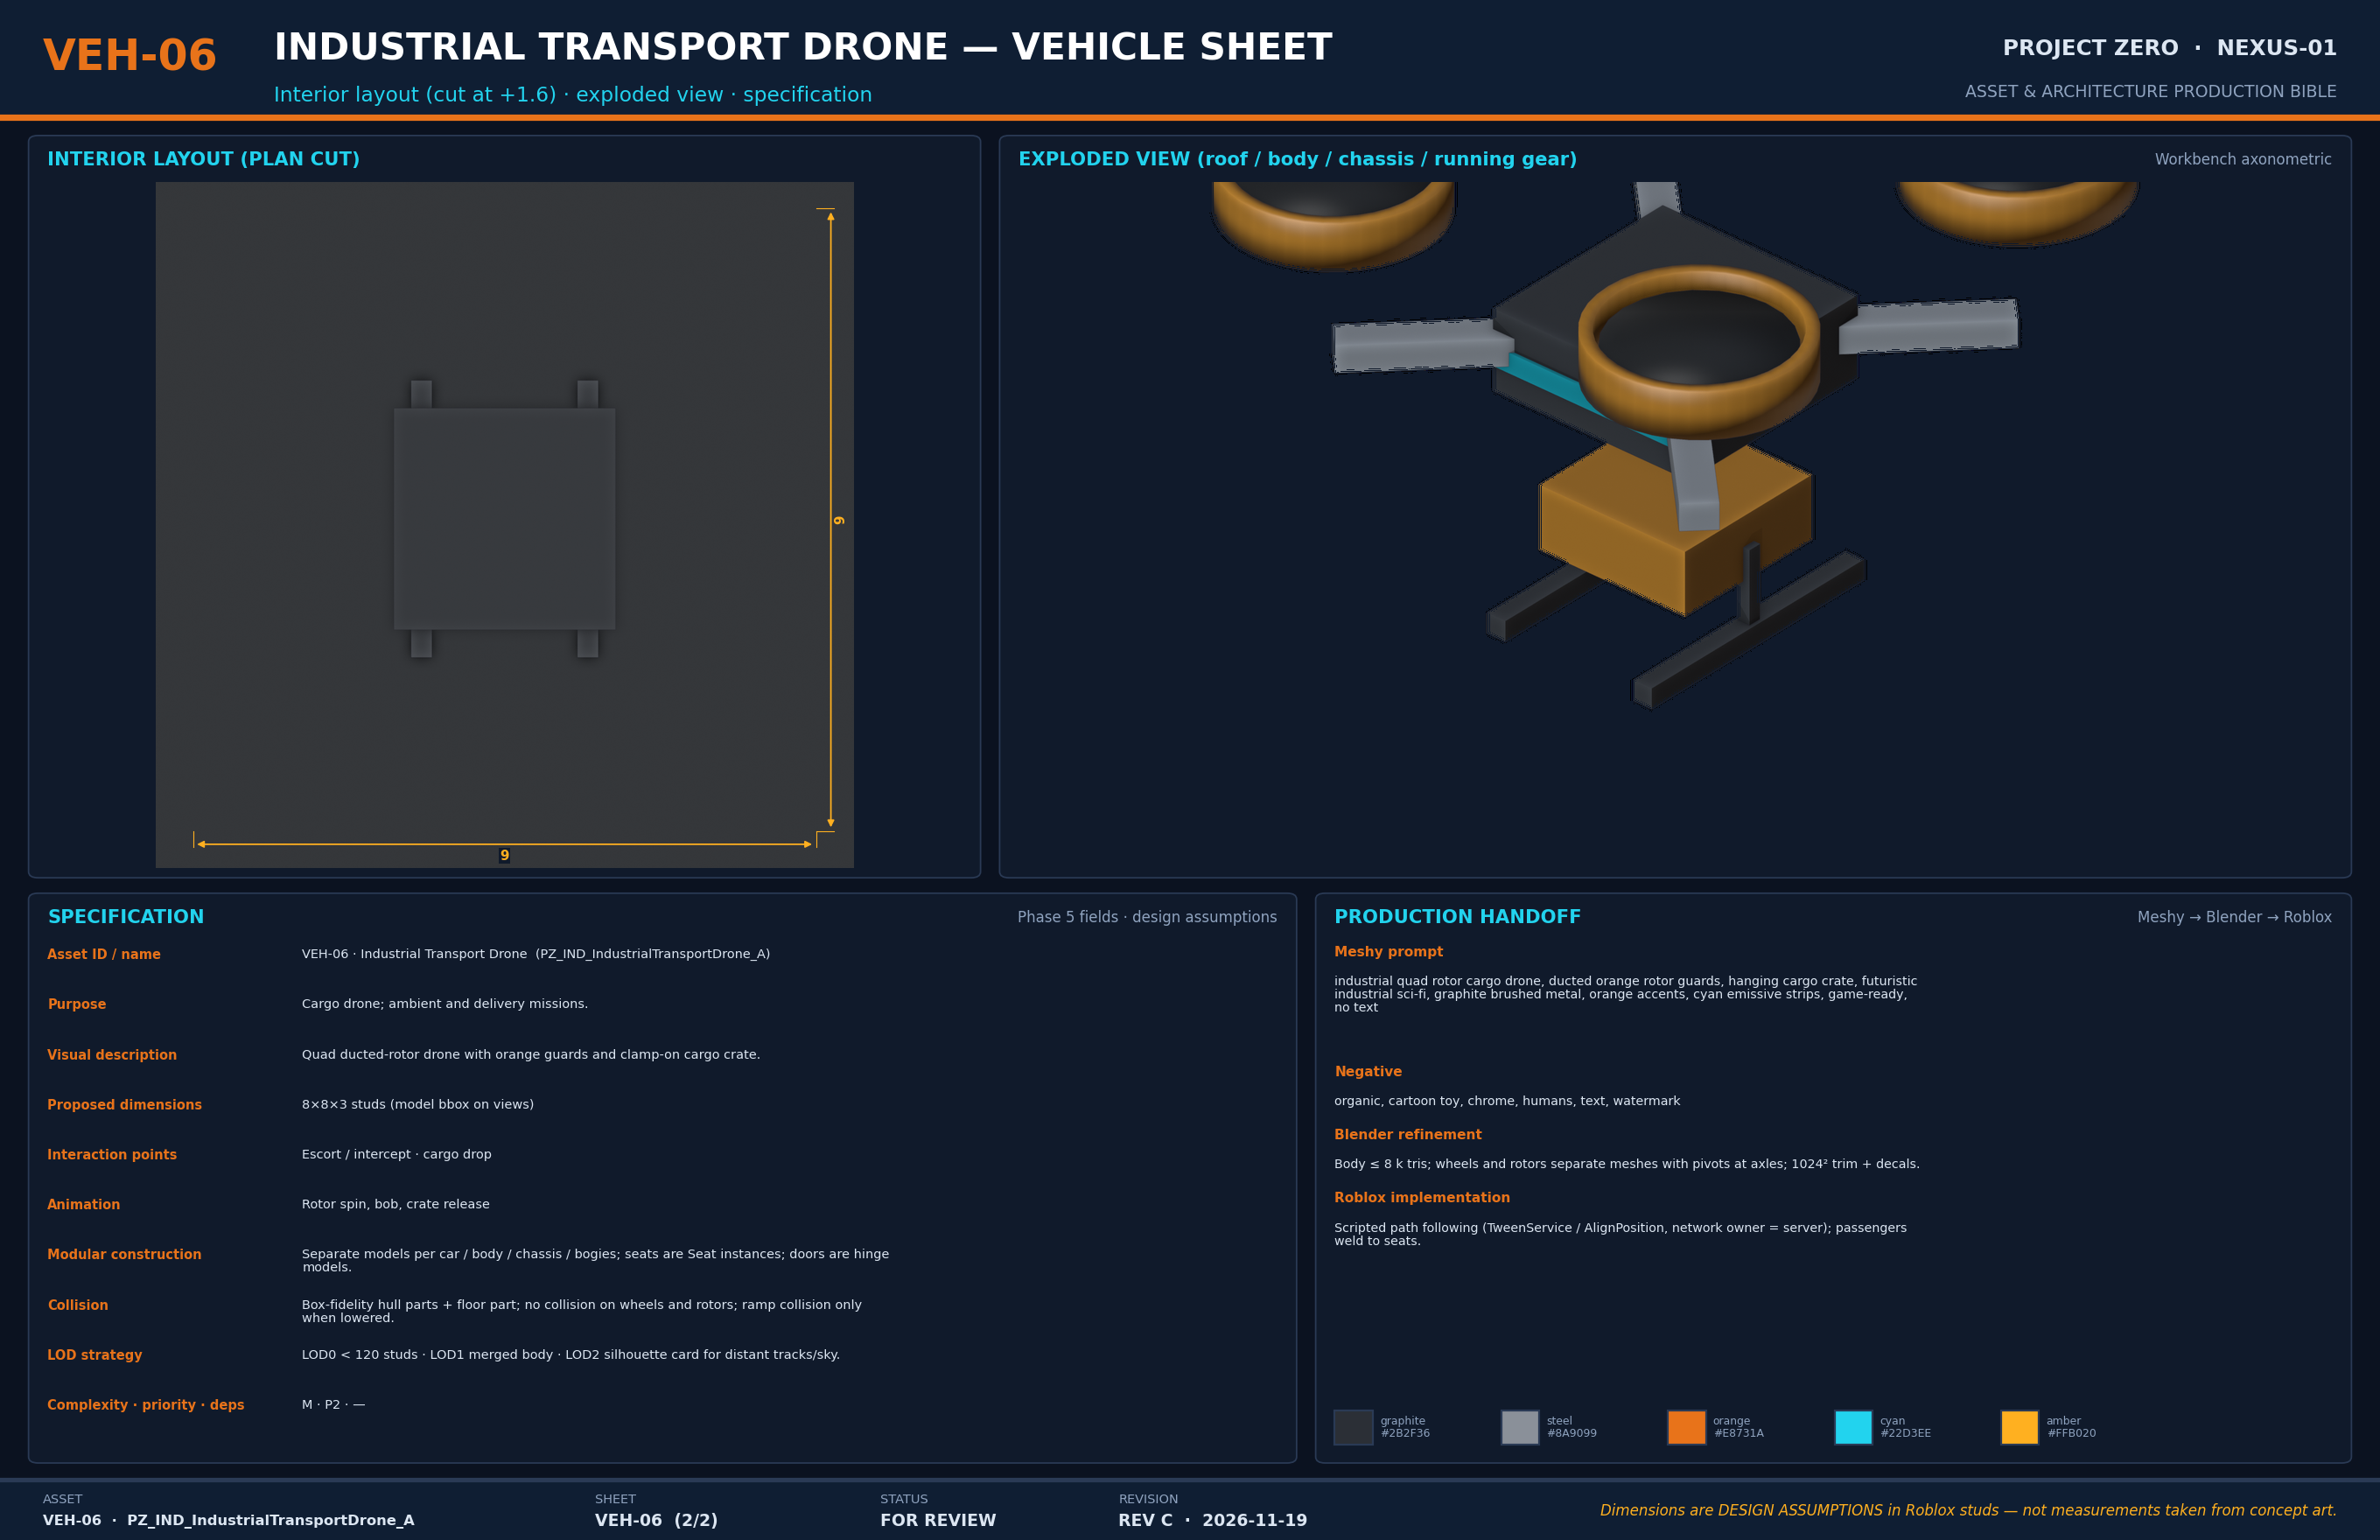 VEH-06
INDUSTRIAL TRANSPORT DRONE — VEHICLE SHEET
Interior layout (cut at +1.6) · exploded view · specification
PROJECT ZERO · NEXUS-01
ASSET & ARCHITECTURE PRODUCTION BIBLE
INTERIOR LAYOUT (PLAN CUT)
9
9
EXPLODED VIEW (roof / body / chassis / running gear)
Workbench axonometric
SPECIFICATION
Phase 5 fields · design assumptions
Asset ID / name
VEH-06 · Industrial Transport Drone (PZ_IND_IndustrialTransportDrone_A)
Purpose
Cargo drone; ambient and delivery missions.
Visual description
Quad ducted-rotor drone with orange guards and clamp-on cargo crate.
Proposed dimensions
8×8×3 studs (model bbox on views)
Interaction points
Escort / intercept · cargo drop
Animation
Rotor spin, bob, crate release
Modular construction
Separate models per car / body / chassis / bogies; seats are Seat instances; doors are hinge
models.
Collision
Box-fidelity hull parts + floor part; no collision on wheels and rotors; ramp collision only
when lowered.
LOD strategy
LOD0 < 120 studs · LOD1 merged body · LOD2 silhouette card for distant tracks/sky.
Complexity · priority · deps
M · P2 · —
PRODUCTION HANDOFF
Meshy → Blender → Roblox
Meshy prompt
industrial quad rotor cargo drone, ducted orange rotor guards, hanging cargo crate, futuristic
industrial sci-fi, graphite brushed metal, orange accents, cyan emissive strips, game-ready,
no text
Negative
organic, cartoon toy, chrome, humans, text, watermark
Blender refinement
Body ≤ 8 k tris; wheels and rotors separate meshes with pivots at axles; 1024² trim + decals.
Roblox implementation
Scripted path following (TweenService / AlignPosition, network owner = server); passengers
weld to seats.
graphite
#2B2F36
steel
#8A9099
orange
#E8731A
cyan
#22D3EE
amber
#FFB020
ASSET
VEH-06 · PZ_IND_IndustrialTransportDrone_A
SHEET
VEH-06 (2/2)
STATUS
FOR REVIEW
REVISION
REV C · 2026-11-19
Dimensions are DESIGN ASSUMPTIONS in Roblox studs — not measurements taken from concept art.